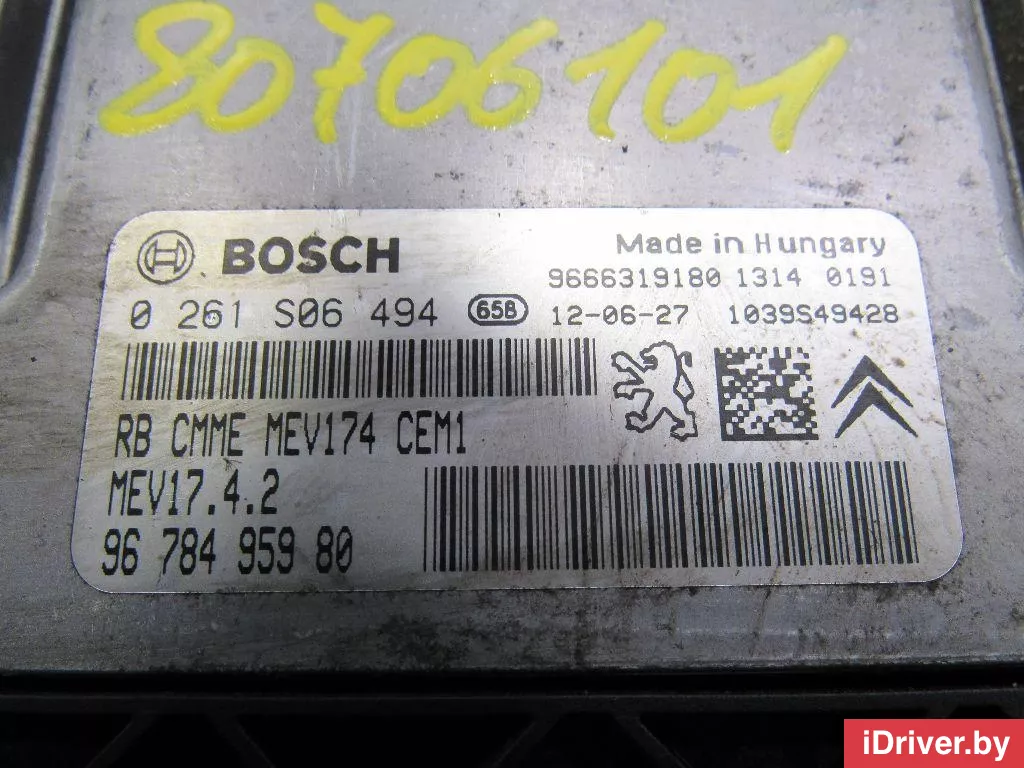 80706101
BOSCH
Made in Hungary
9666319180 1314 0191
0 261 S06 494 658 12-06-27 1039S49428
RB CMME MEV174 CEM1
MEV17.4.2
96 784 959 80
iDriver.by